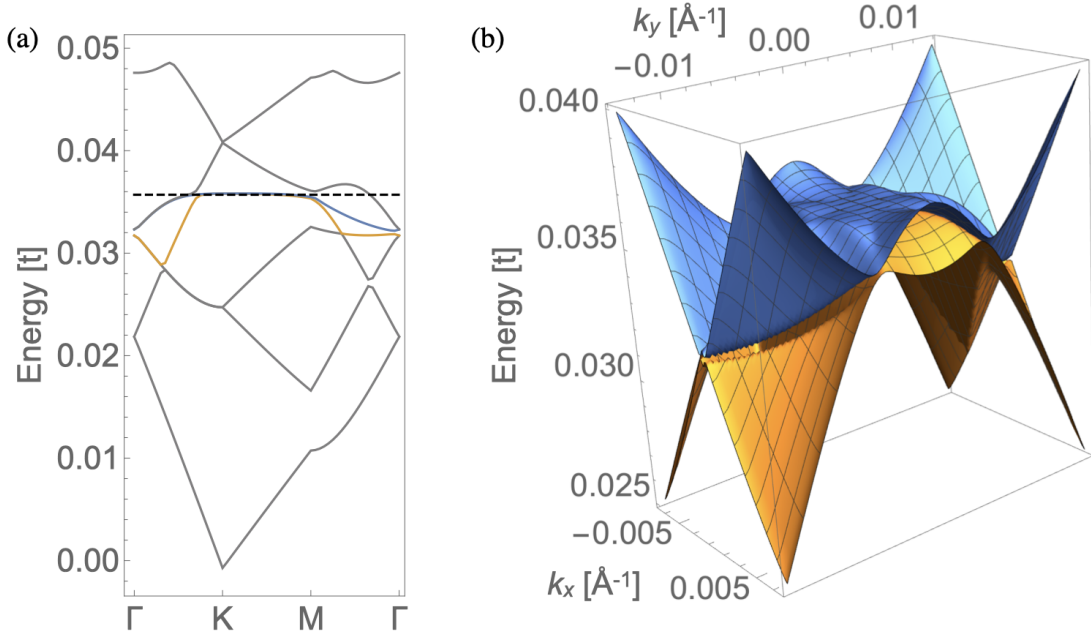 (a)
0.05
0.04
0.03
0.02
0.01
0.00
Energy [t]
Γ K M Γ
(b)
k_y [Å⁻¹]
−0.01 0.00 0.01
0.040
0.035
0.030
0.025
Energy [t]
−0.005
0.005
k_x [Å⁻¹]